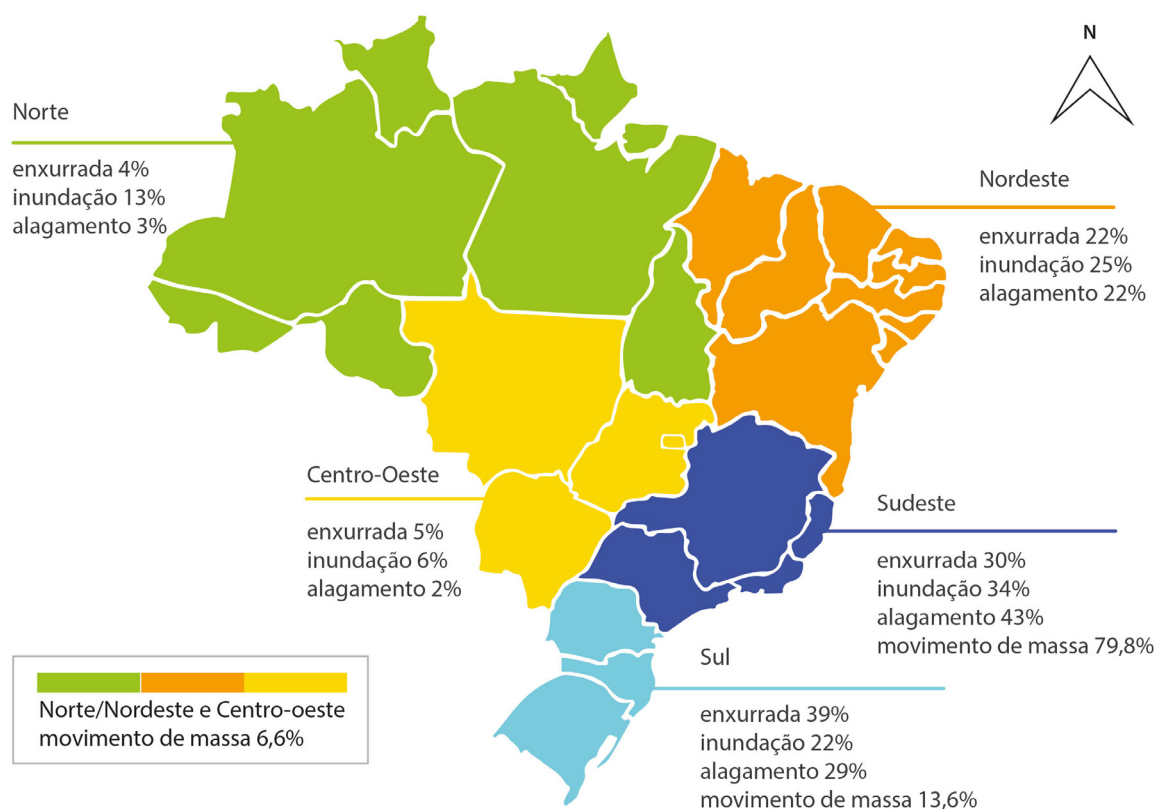 N
Norte
enxurrada 4%
inundação 13%
alagamento 3%
Nordeste
enxurrada 22%
inundação 25%
alagamento 22%
Centro-Oeste
enxurrada 5%
inundação 6%
alagamento 2%
Sudeste
enxurrada 30%
inundação 34%
alagamento 43%
movimento de massa 79,8%
Sul
enxurrada 39%
inundação 22%
alagamento 29%
movimento de massa 13,6%
Norte/Nordeste e Centro-oeste
movimento de massa 6,6%